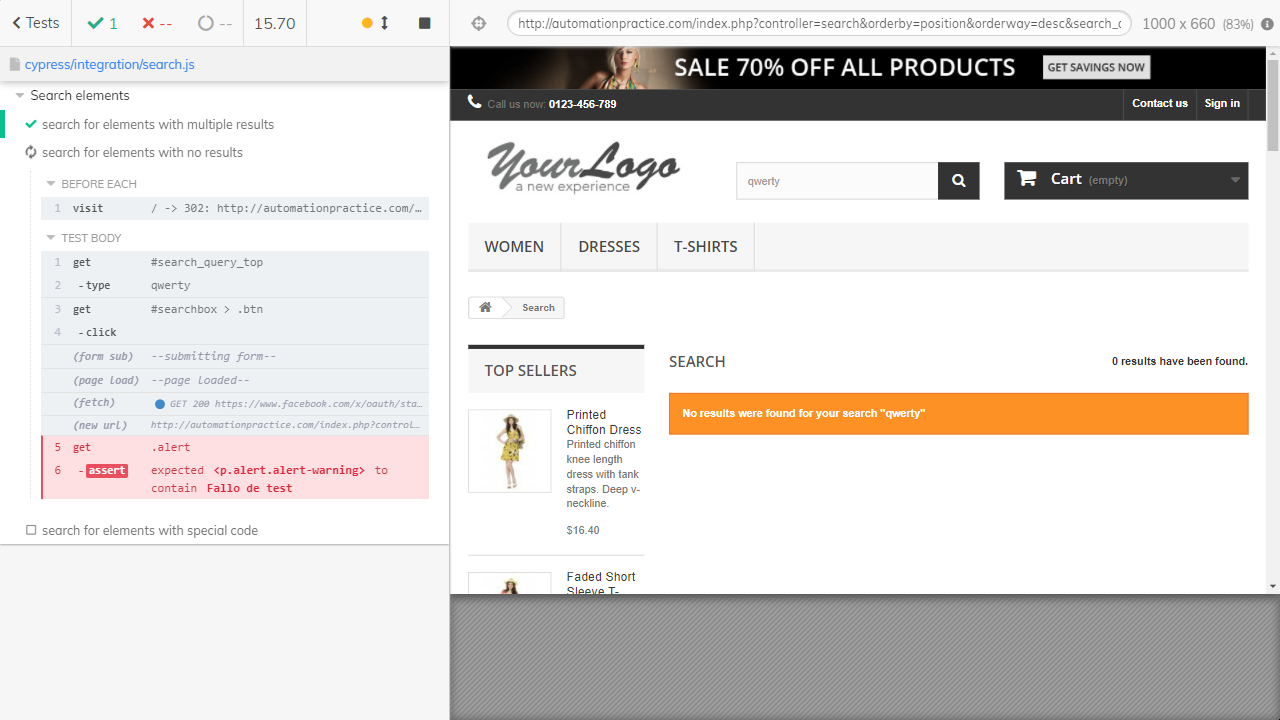 Tests
1
--
--
15.70
http://automationpractice.com/index.php?controller=search&orderby=position&orderway=desc&search_
1000 x 660 (83%)
cypress/integration/search.js
Search elements
search for elements with multiple results
search for elements with no results
BEFORE EACH
1 visit / -> 302: http://automationpractice.com/…
TEST BODY
1 get #search_query_top
2 -type qwerty
3 get #searchbox > .btn
4 -click
(form sub) --submitting form--
(page load) --page loaded--
(fetch) GET 200 https://www.facebook.com/x/oauth/sta…
(new url) http://automationpractice.com/index.php?control…
5 get .alert
6 -assert expected <p.alert.alert-warning> to
contain Fallo de test
search for elements with special code
SALE 70% OFF ALL PRODUCTS GET SAVINGS NOW
Call us now: 0123-456-789
Contact us Sign in
YourLogo
a new experience
qwerty
Cart (empty)
WOMEN DRESSES T-SHIRTS
Search
TOP SELLERS
Printed
Chiffon Dress
Printed chiffon
knee length
dress with tank
straps. Deep v-
neckline.
$16.40
Faded Short
Sleeve T-
SEARCH
0 results have been found.
No results were found for your search "qwerty"